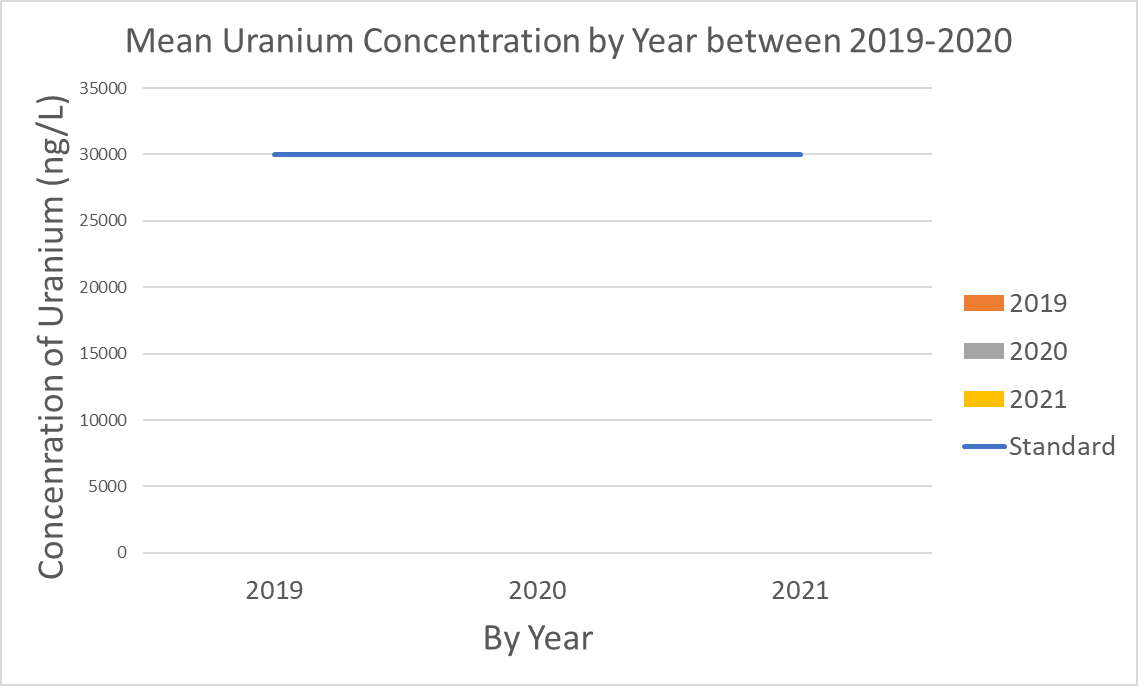 Mean Uranium Concentration by Year between 2019-2020
Concenration of Uranium (ng/L)
35000
30000
25000
20000
15000
10000
5000
0
2019 2020 2021
By Year
2019
2020
2021
Standard